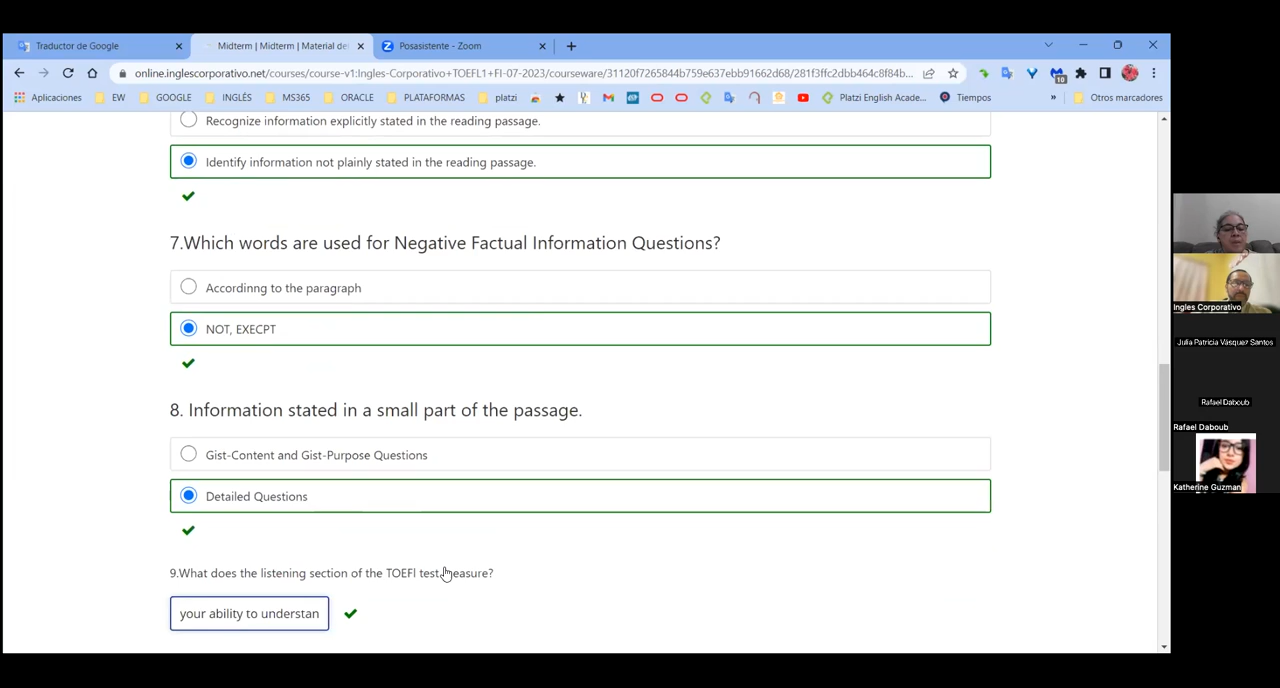 Traductor de Google
Midterm | Midterm | Material de
Posasistente - Zoom
online.inglescorporativo.net/courses/course-v1:Ingles-Corporativo+TOEFL1+FI-07-2023/courseware/31120f7265844b759e637ebb91662d68/281f3ffc2dbb464c8f84b...
10
Aplicaciones
EW
GOOGLE
INGLÉS
MS365
ORACLE
PLATAFORMAS
platzi
Platzi English Acade...
Tiempos
»
Otros marcadores
Recognize information explicitly stated in the reading passage.
Identify information not plainly stated in the reading passage.
7.Which words are used for Negative Factual Information Questions?
Accordinng to the paragraph
NOT, EXECPT
8. Information stated in a small part of the passage.
Gist-Content and Gist-Purpose Questions
Detailed Questions
9.What does the listening section of the TOEFl test measure?
your ability to understan
Ingles Corporativo
Julia Patricia Vásquez Santos
Rafael Daboub
Rafael Daboub
Katherine Guzman